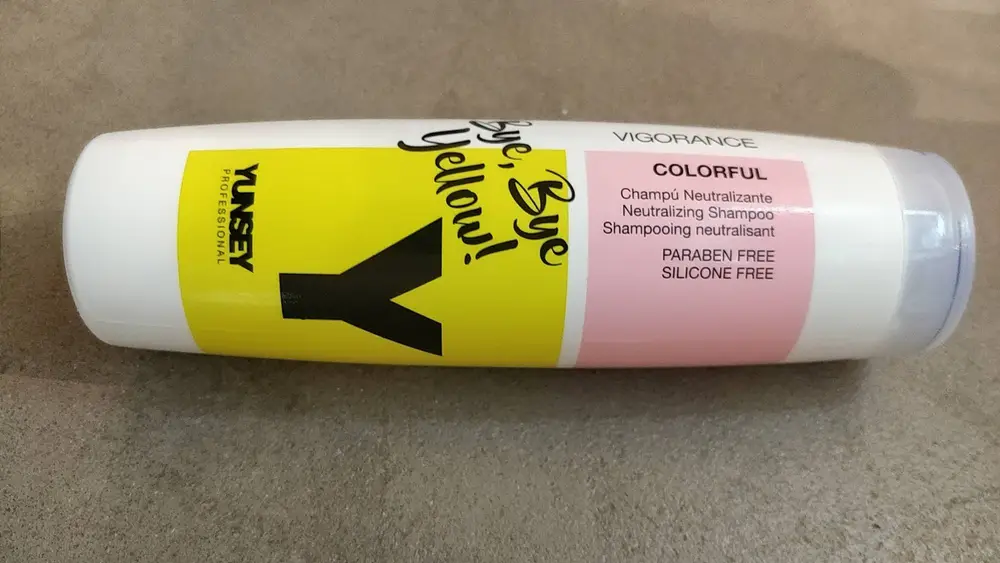 VIGORANCE
COLORFUL
Champú Neutralizante
Neutralizing Shampoo
Shampooing neutralisant
PARABEN FREE
SILICONE FREE
Bye, Bye
Yellow!
Y
YUNSEY
PROFESSIONAL